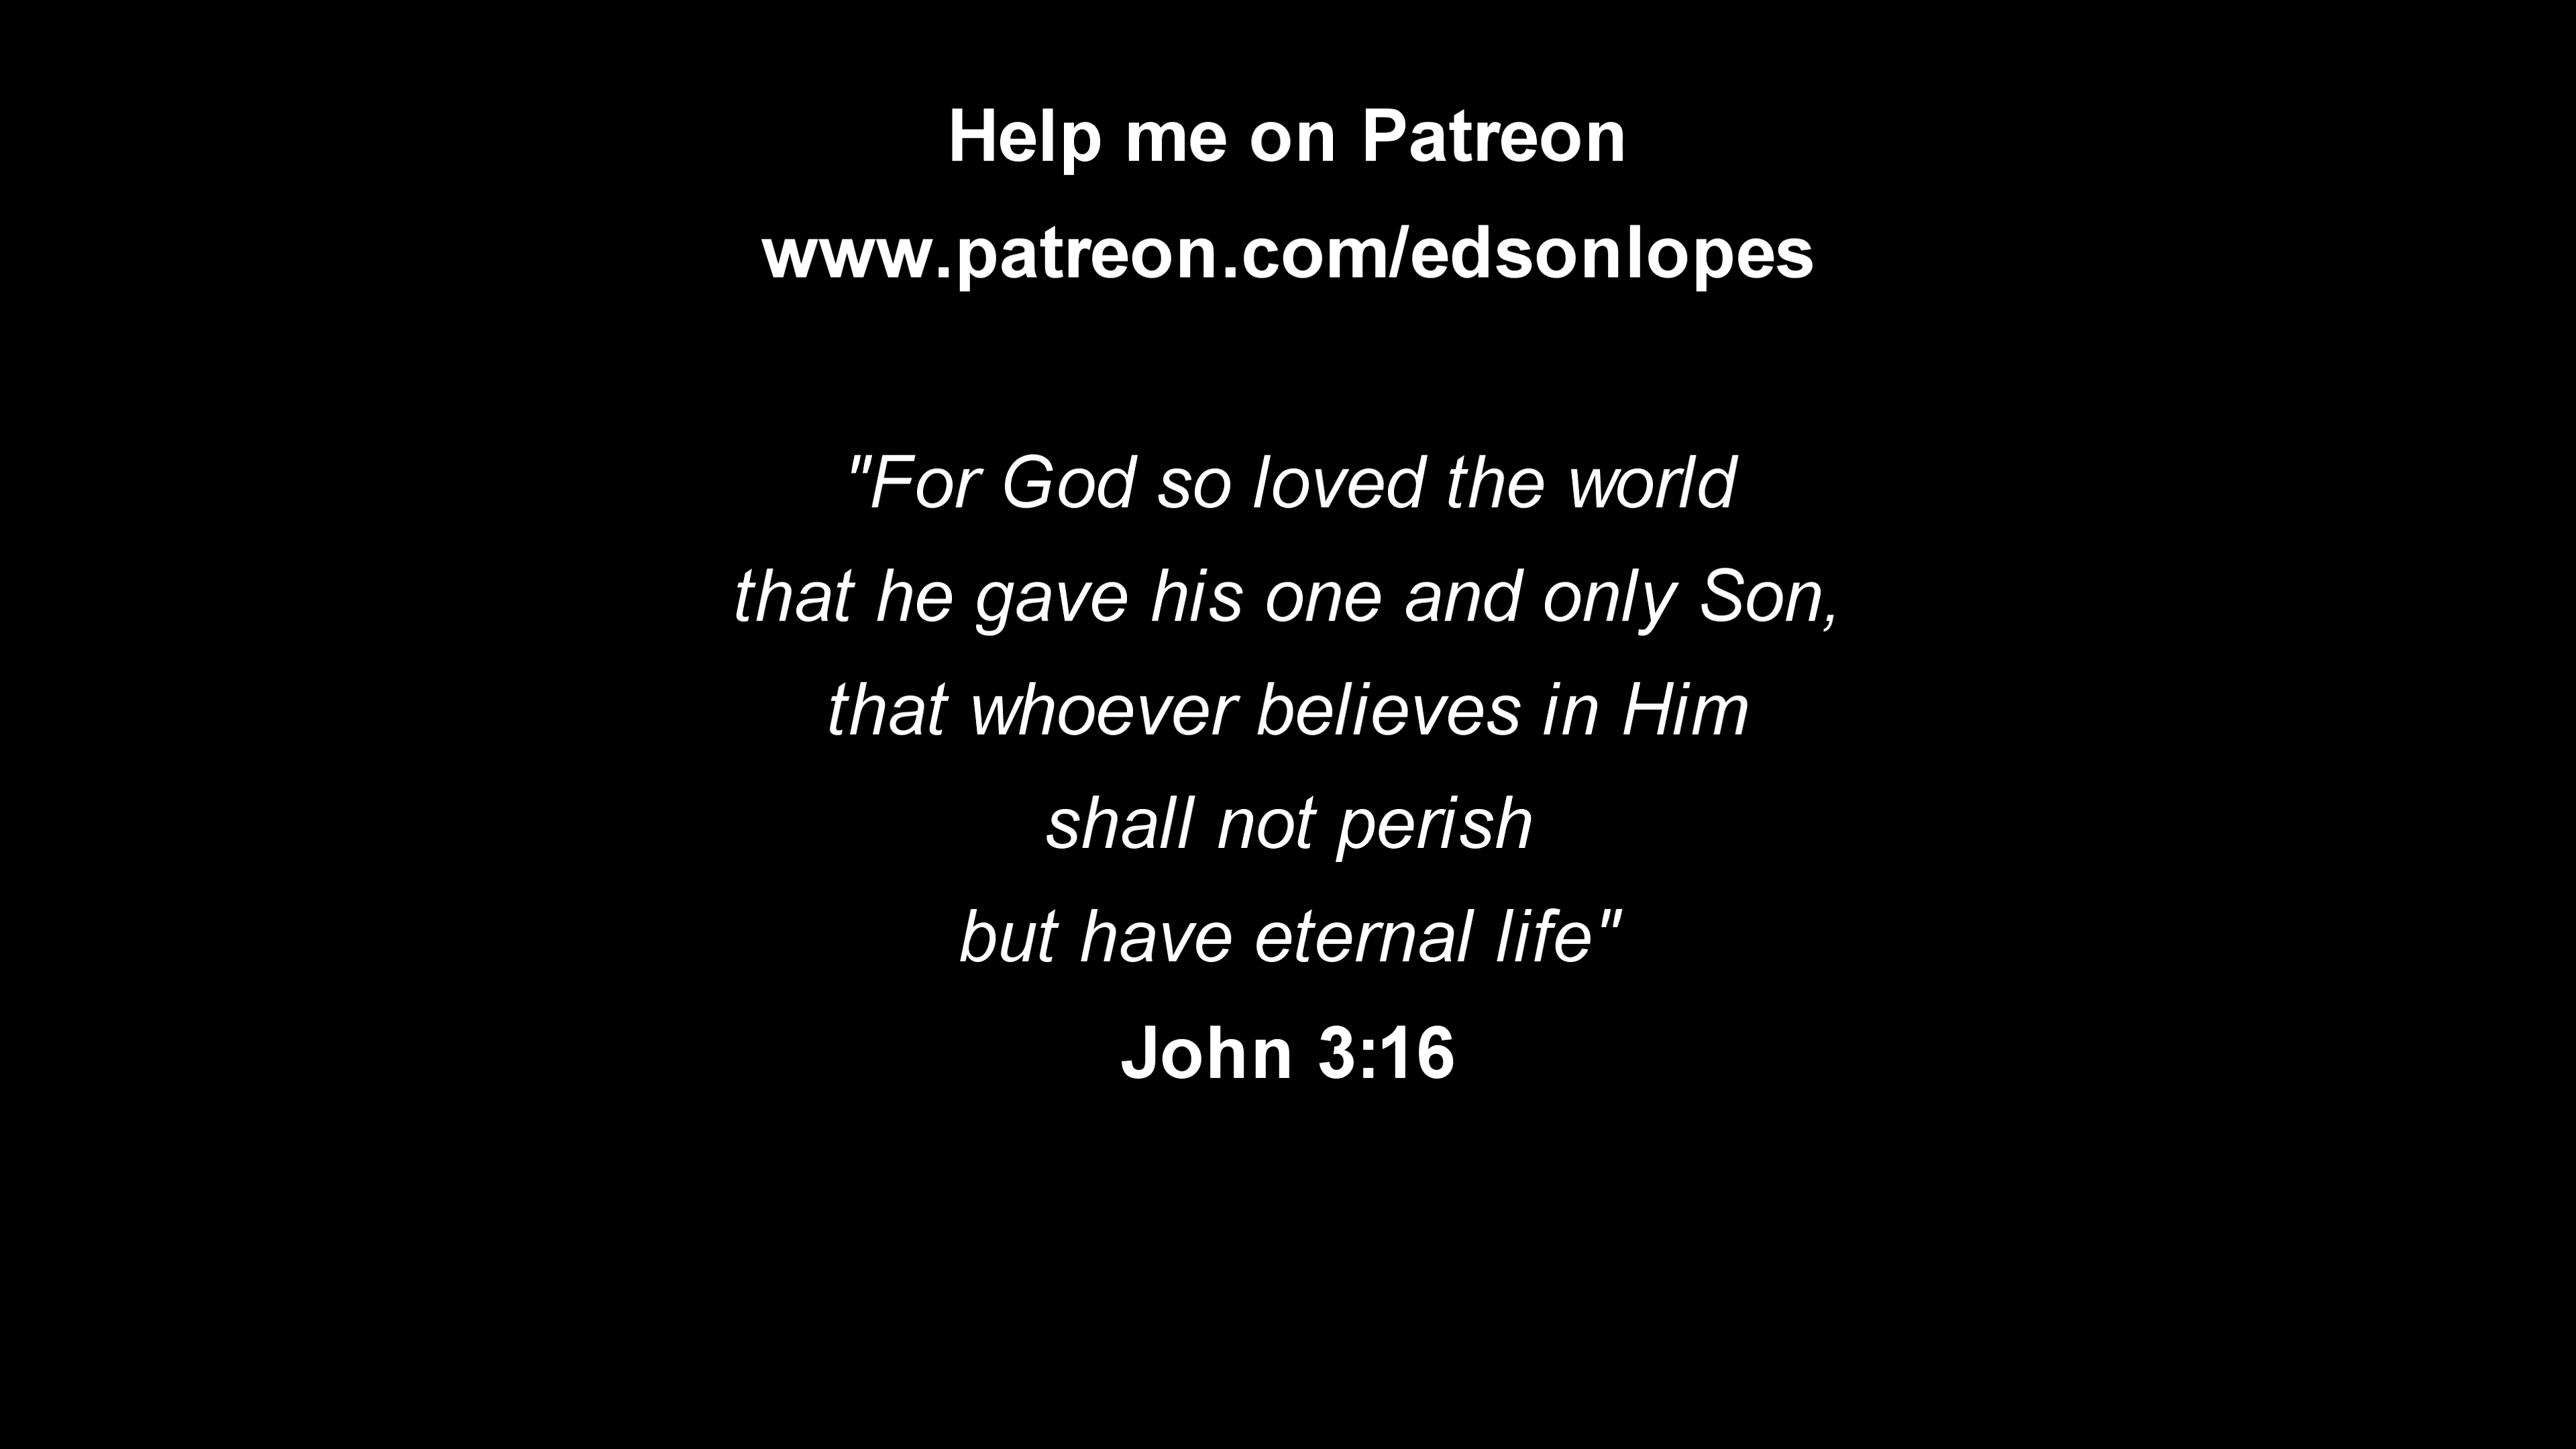 Help me on Patreon
www.patreon.com/edsonlopes
"For God so loved the world
that he gave his one and only Son,
that whoever believes in Him
shall not perish
but have eternal life"
John 3:16